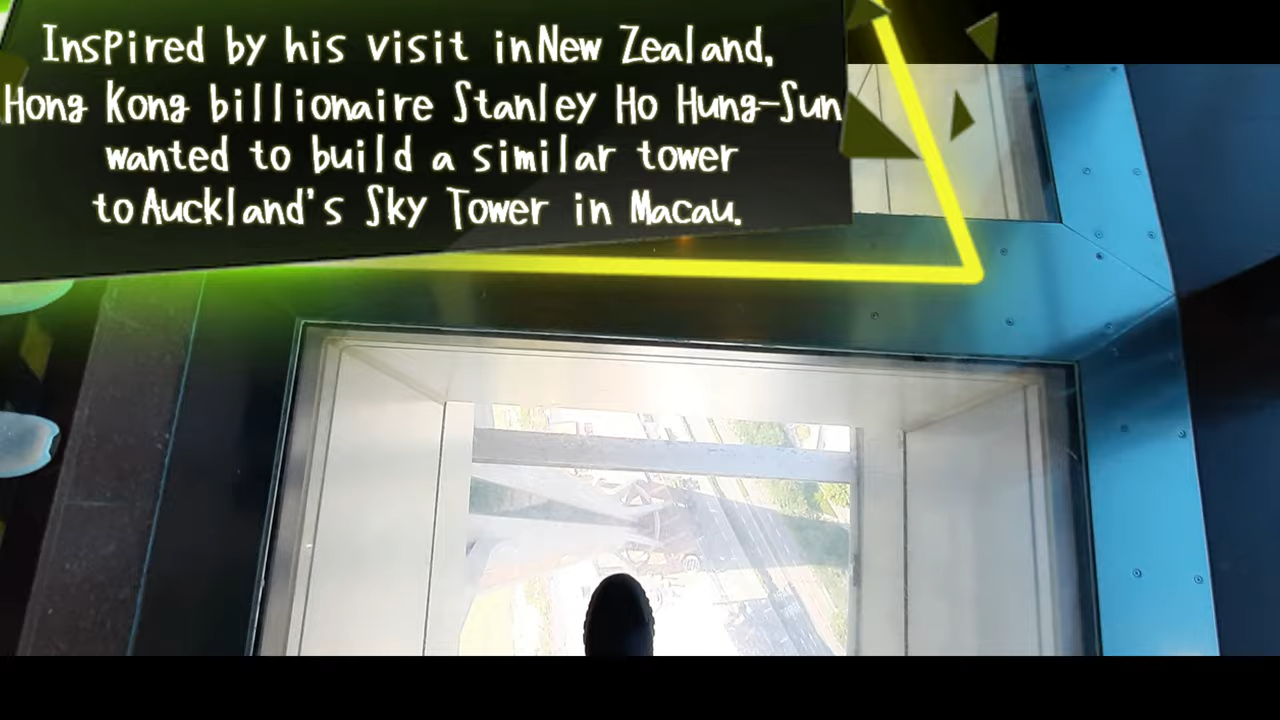 Inspired by his visit inNew Zealand,
Hong Kong billionaire Stanley Ho Hung-Sun
wanted to build a similar tower
toAuckland's Sky Tower in Macau.